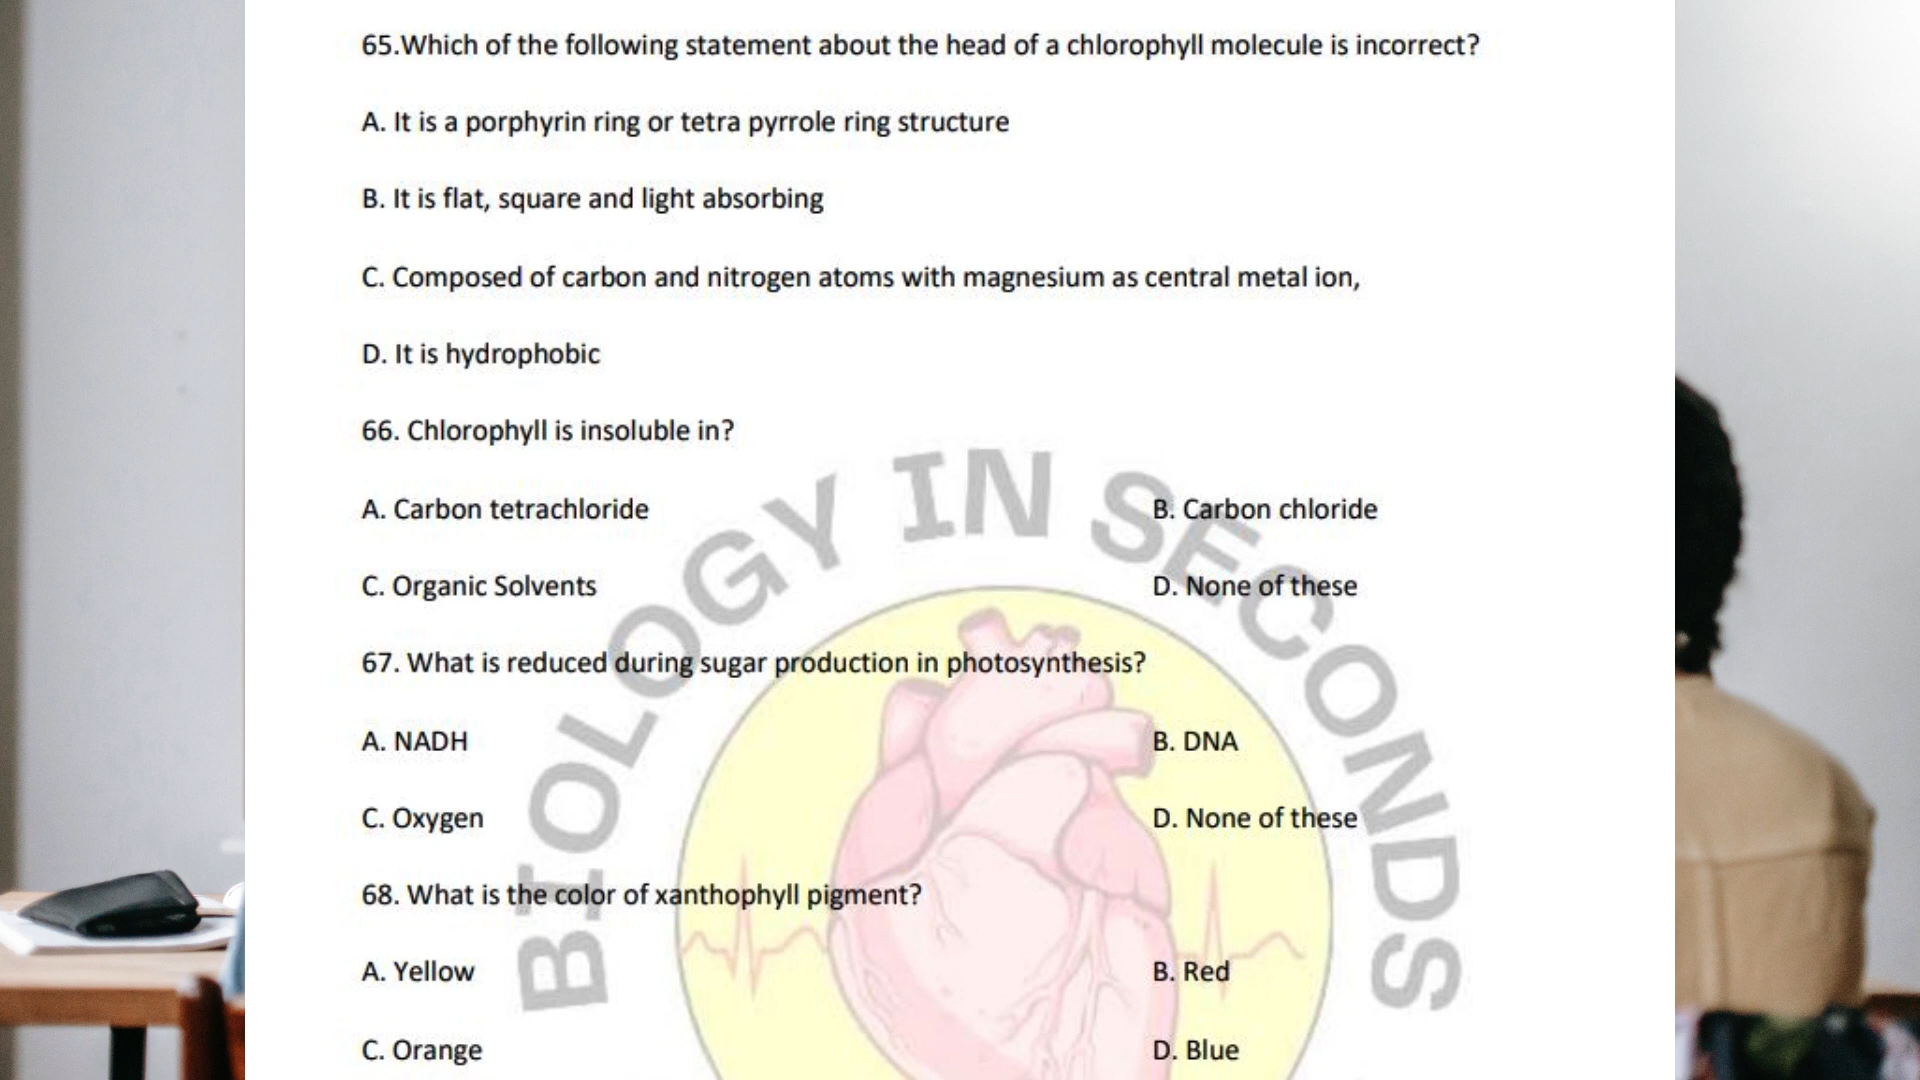 65.Which of the following statement about the head of a chlorophyll molecule is incorrect?
A. It is a porphyrin ring or tetra pyrrole ring structure
B. It is flat, square and light absorbing
C. Composed of carbon and nitrogen atoms with magnesium as central metal ion,
D. It is hydrophobic
66. Chlorophyll is insoluble in?
A. Carbon tetrachloride B. Carbon chloride
C. Organic Solvents D. None of these
67. What is reduced during sugar production in photosynthesis?
A. NADH B. DNA
C. Oxygen D. None of these
68. What is the color of xanthophyll pigment?
A. Yellow B. Red
C. Orange D. Blue
BIOLOGY IN SECONDS